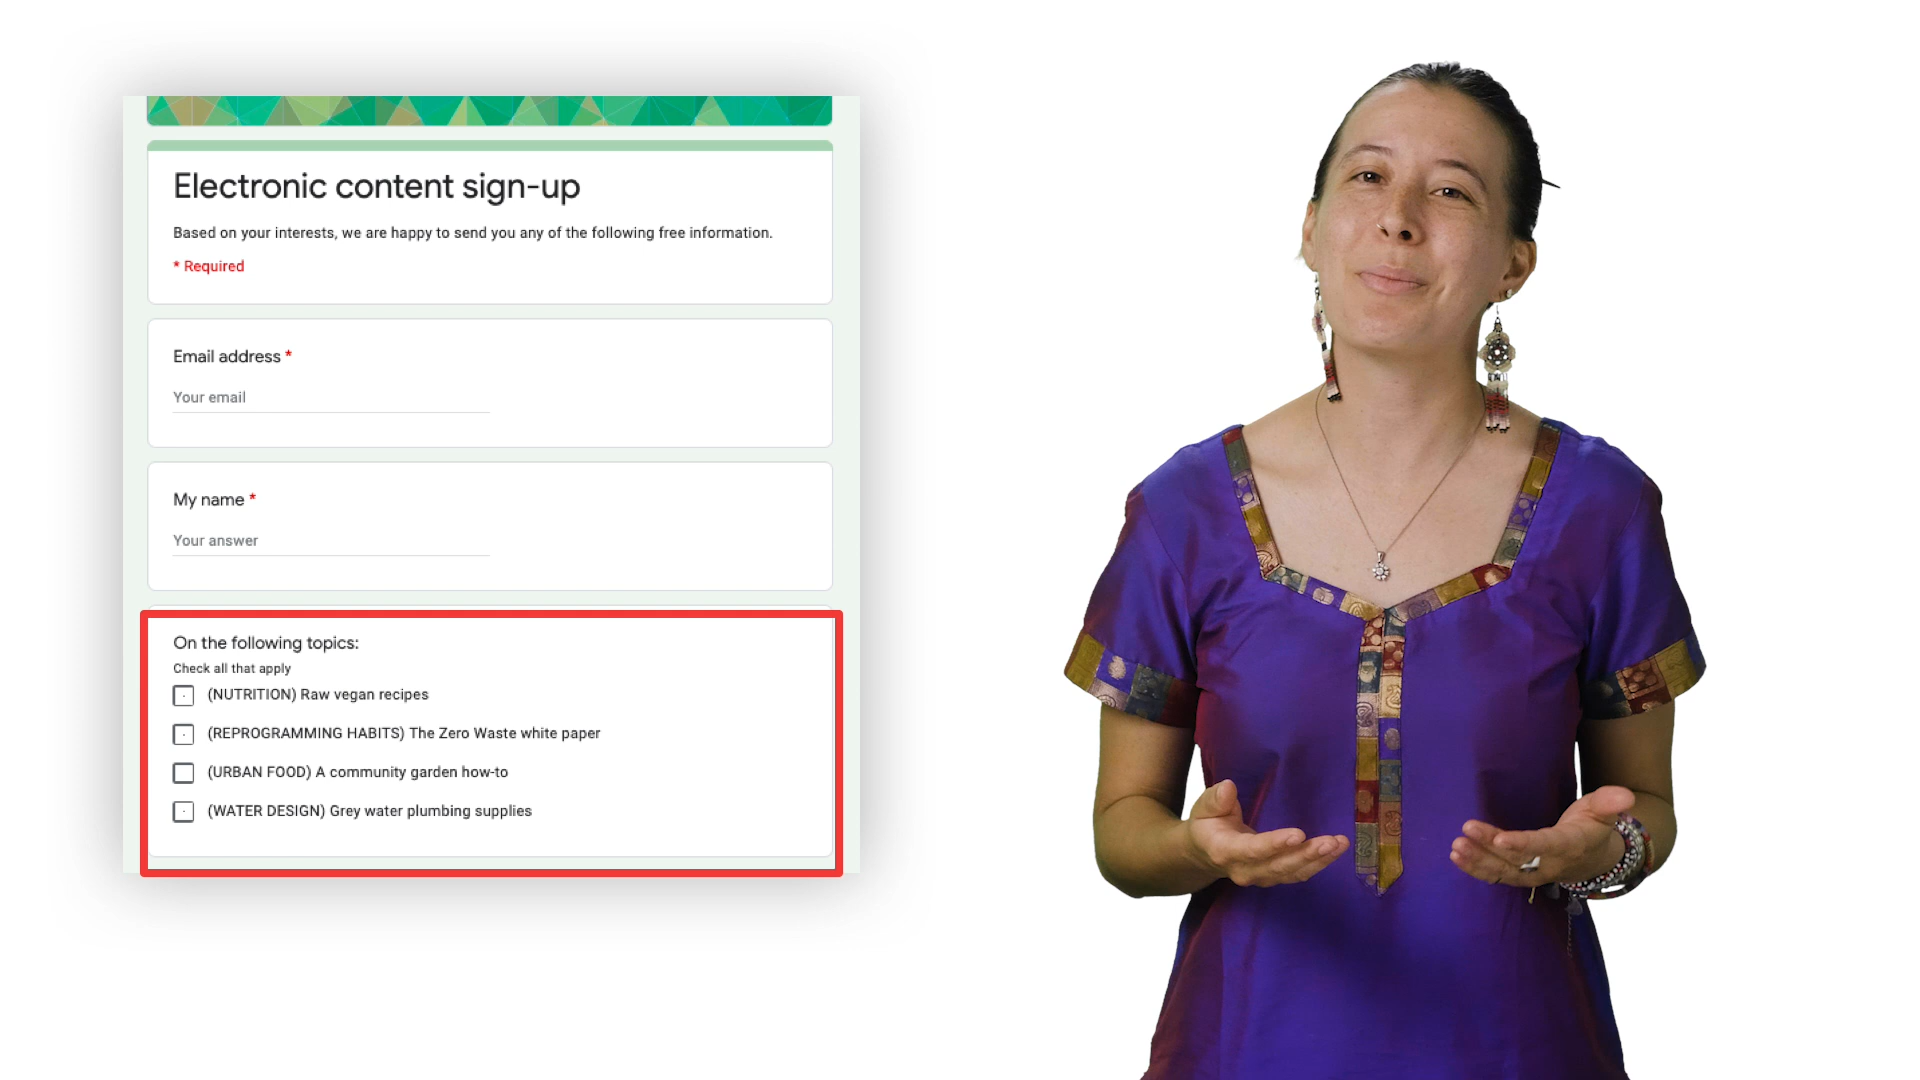 Electronic content sign-up
Based on your interests, we are happy to send you any of the following free information.
* Required
Email address *
Your email
My name *
Your answer
On the following topics:
Check all that apply
(NUTRITION) Raw vegan recipes
(REPROGRAMMING HABITS) The Zero Waste white paper
(URBAN FOOD) A community garden how-to
(WATER DESIGN) Grey water plumbing supplies